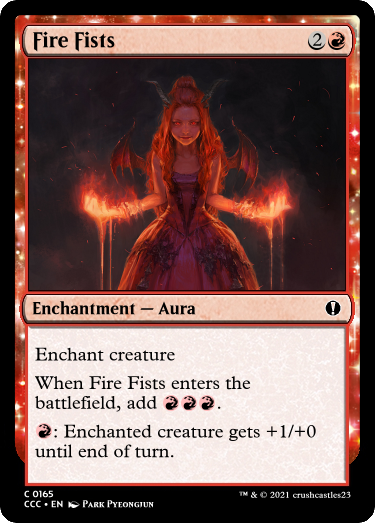 Fire Fists 2
Enchantment — Aura
Enchant creature
When Fire Fists enters the
battlefield, add .
: Enchanted creature gets +1/+0
until end of turn.
C 0165
CCC • EN Park Pyeongjun
™ & © 2021 crushcastles23